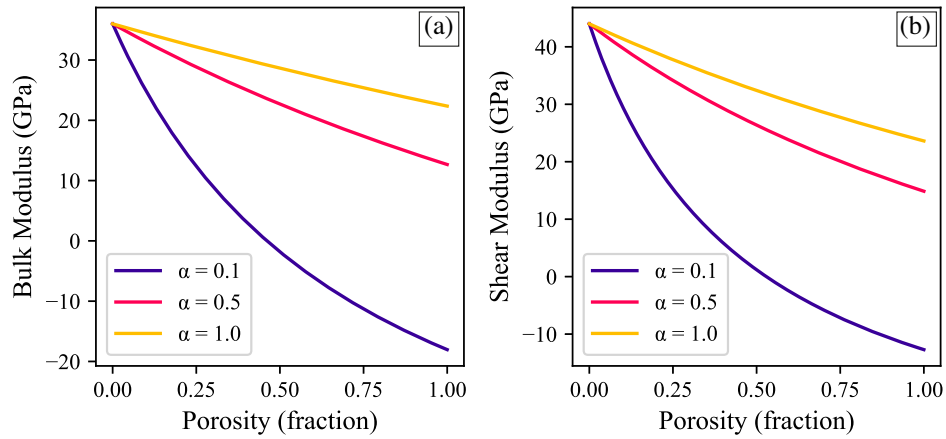 (a)
Bulk Modulus (GPa)
30
20
10
0
−10
−20
α = 0.1
α = 0.5
α = 1.0
0.00 0.25 0.50 0.75 1.00
Porosity (fraction)
(b)
Shear Modulus (GPa)
40
30
20
10
0
−10
α = 0.1
α = 0.5
α = 1.0
0.00 0.25 0.50 0.75 1.00
Porosity (fraction)